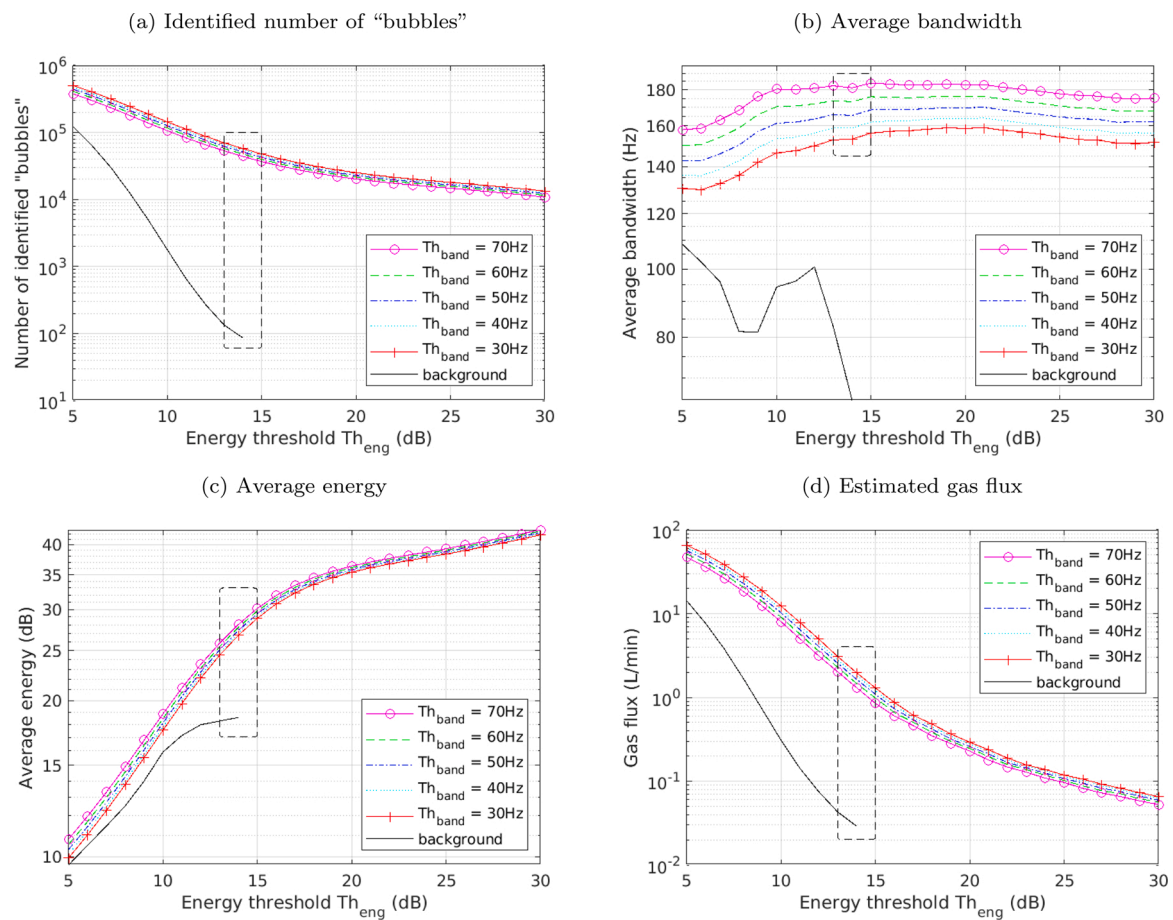 (a) Identified number of “bubbles”
10^6
10^5
10^4
10^3
10^2
10^1
5 10 15 20 25 30
Number of identified "bubbles"
Energy threshold Th_eng (dB)
Th_band = 70Hz
Th_band = 60Hz
Th_band = 50Hz
Th_band = 40Hz
Th_band = 30Hz
background
(b) Average bandwidth
180
160
140
120
100
80
5 10 15 20 25 30
Average bandwidth (Hz)
Energy threshold Th_eng (dB)
Th_band = 70Hz
Th_band = 60Hz
Th_band = 50Hz
Th_band = 40Hz
Th_band = 30Hz
background
(c) Average energy
40
35
30
25
20
15
10
5 10 15 20 25 30
Average energy (dB)
Energy threshold Th_eng (dB)
Th_band = 70Hz
Th_band = 60Hz
Th_band = 50Hz
Th_band = 40Hz
Th_band = 30Hz
background
(d) Estimated gas flux
10^2
10^1
10^0
10^-1
10^-2
5 10 15 20 25 30
Gas flux (L/min)
Energy threshold Th_eng (dB)
Th_band = 70Hz
Th_band = 60Hz
Th_band = 50Hz
Th_band = 40Hz
Th_band = 30Hz
background